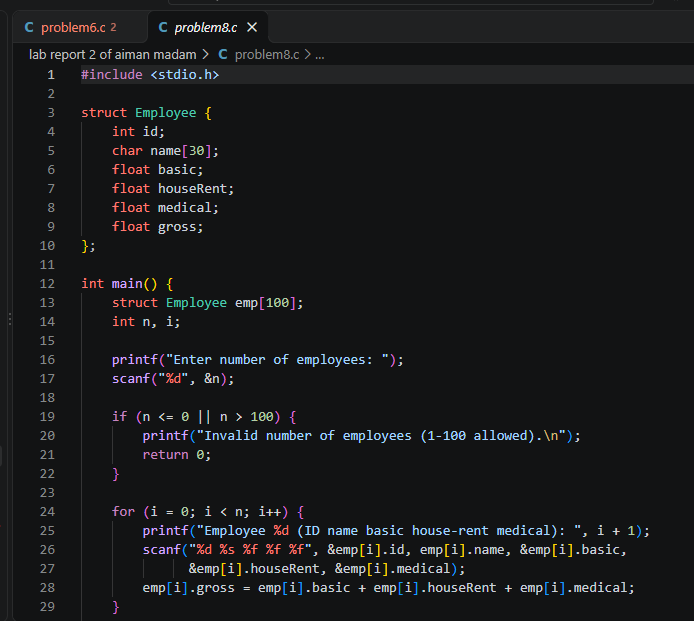 problem6.c 2
problem8.c
lab report 2 of aiman madam > C problem8.c > ...
1 #include <stdio.h>
2
3 struct Employee {
4     int id;
5     char name[30];
6     float basic;
7     float houseRent;
8     float medical;
9     float gross;
10 };
11
12 int main() {
13     struct Employee emp[100];
14     int n, i;
15
16     printf("Enter number of employees: ");
17     scanf("%d", &n);
18
19     if (n <= 0 || n > 100) {
20         printf("Invalid number of employees (1-100 allowed).\n");
21         return 0;
22     }
23
24     for (i = 0; i < n; i++) {
25         printf("Employee %d (ID name basic house-rent medical): ", i + 1);
26         scanf("%d %s %f %f %f", &emp[i].id, emp[i].name, &emp[i].basic,
27               &emp[i].houseRent, &emp[i].medical);
28         emp[i].gross = emp[i].basic + emp[i].houseRent + emp[i].medical;
29     }